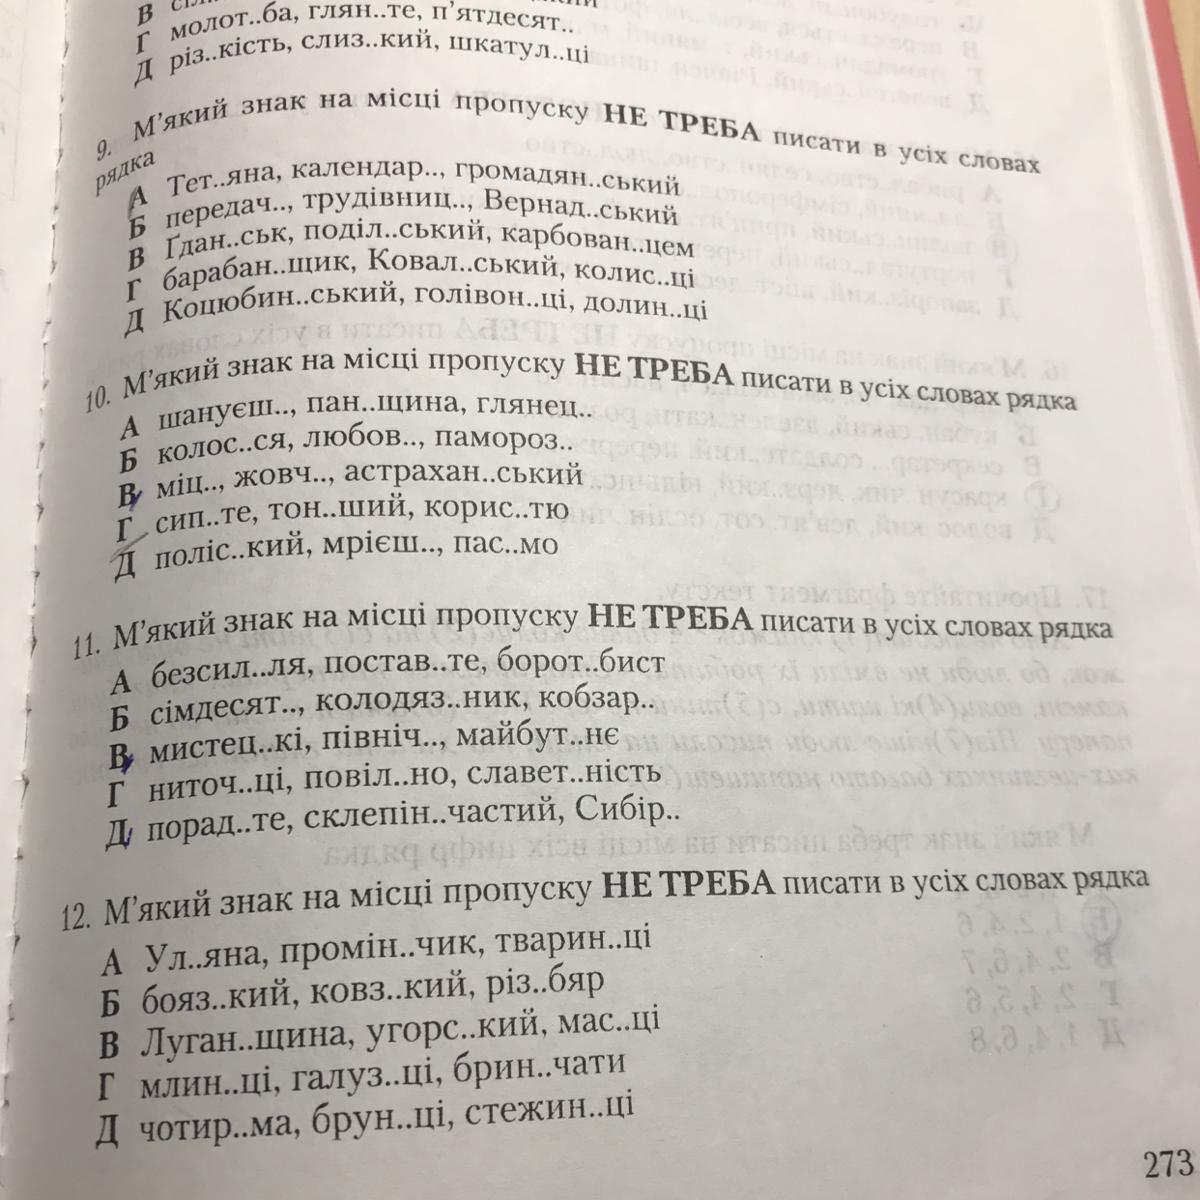 Г молот..ба, глян..те, п'ятдесят..
Д різ..кість, слиз..кий, шкатул..ці
9. М'який знак на місці пропуску НЕ ТРЕБА писати в усіх словах
рядка
А Тет..яна, календар.., громадян..ський
Б передач.., трудівниц.., Вернад..ський
В Ґдан..ськ, поділ..ський, карбован..цем
Г барабан..щик, Ковал..ський, колис..ці
Д Коцюбин..ський, голівон..ці, долин..ці
10. М'який знак на місці пропуску НЕ ТРЕБА писати в усіх словах рядка
А шануєш.., пан..щина, глянец..
Б колос..ся, любов.., памороз..
В міц.., жовч.., астрахан..ський
Г сип..те, тон..ший, корис..тю
Д поліс..кий, мрієш.., пас..мо
11. М'який знак на місці пропуску НЕ ТРЕБА писати в усіх словах рядка
А безсил..ля, постав..те, борот..бист
Б сімдесят.., колодяз..ник, кобзар..
В мистец..кі, північ.., майбут..нє
Г ниточ..ці, повіл..но, славет..ність
Д порад..те, склепін..частий, Сибір..
12. М'який знак на місці пропуску НЕ ТРЕБА писати в усіх словах рядка
А Ул..яна, промін..чик, тварин..ці
Б бояз..кий, ковз..кий, різ..бяр
В Луган..щина, угорс..кий, мас..ці
Г млин..ці, галуз..ці, брин..чати
Д чотир..ма, брун..ці, стежин..ці
273